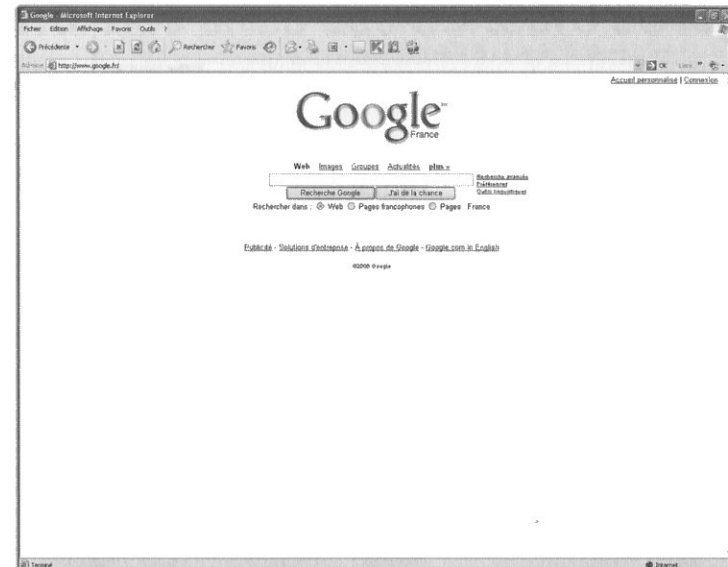 Google - Microsoft Internet Explorer
Fichier Edition Affichage Favoris Outils ?
Précédente Rechercher Favoris
Adresse http://www.google.fr/ OK Liens
Accueil personnalisé | Connexion
Google
France
Web Images Groupes Actualités plus »
Recherche avancée
Préférences
Outils linguistiques
Recherche Google J'ai de la chance
Rechercher dans : Web Pages francophones Pages France
Publicité - Solutions d'entreprise - À propos de Google - Google.com in English
©2006 Google
Terminé Internet